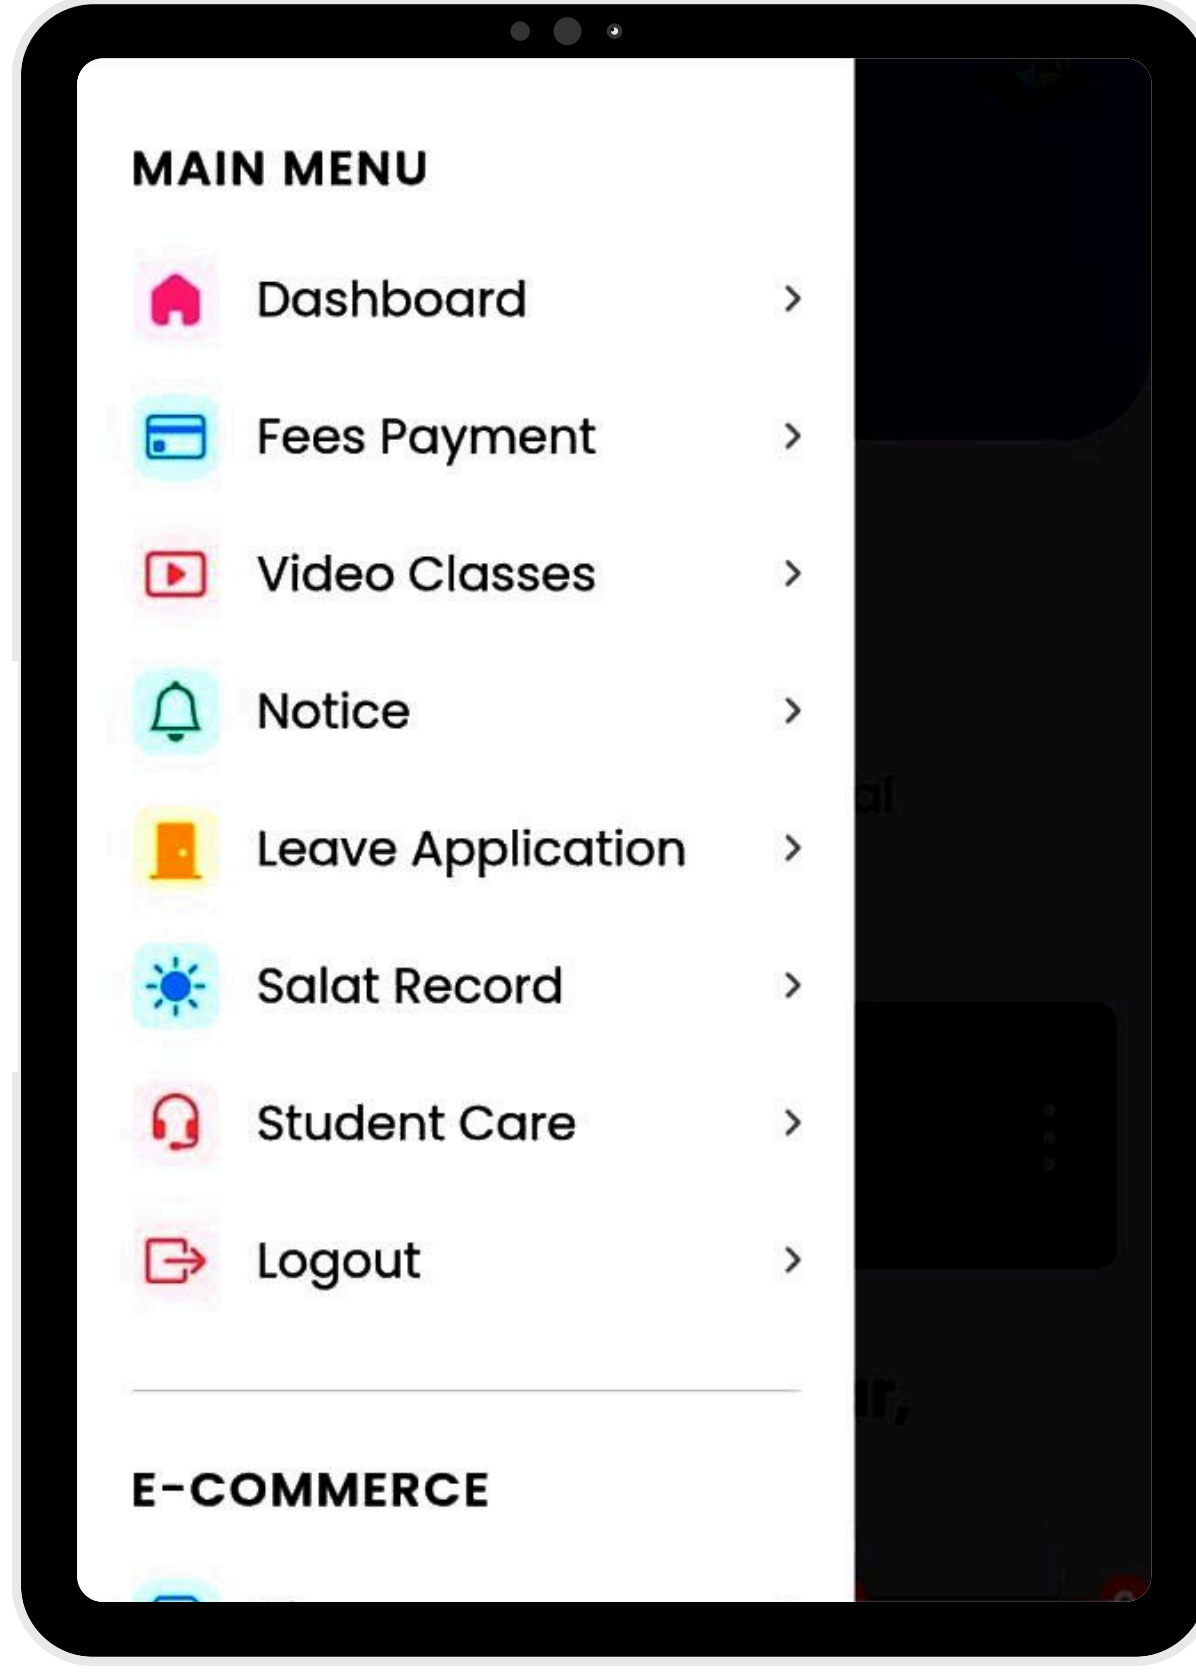 MAIN MENU
Dashboard
Fees Payment
Video Classes
Notice
Leave Application
Salat Record
Student Care
Logout
E-COMMERCE